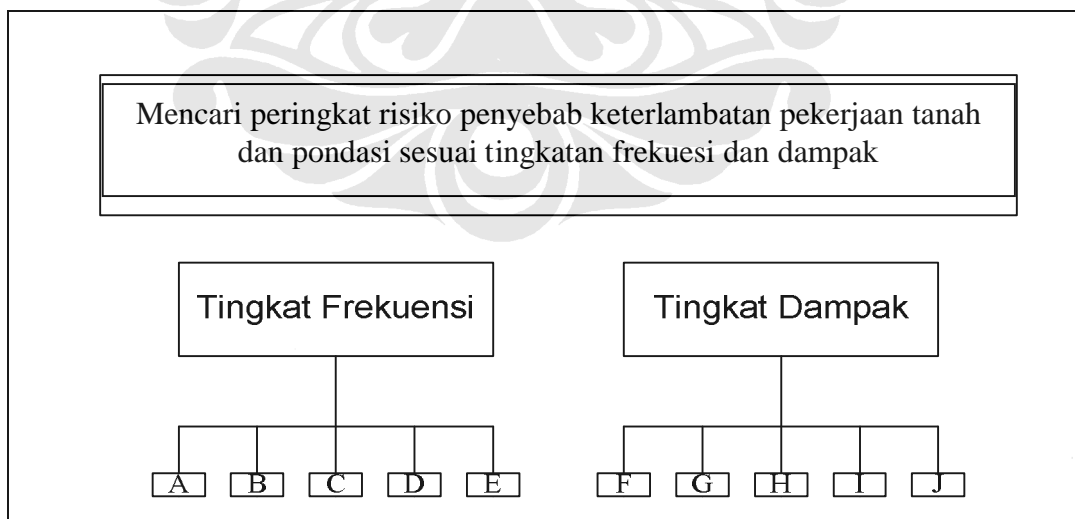 Mencari peringkat risiko penyebab keterlambatan pekerjaan tanah
dan pondasi sesuai tingkatan frekuesi dan dampak
Tingkat Frekuensi
Tingkat Dampak
A B C D E F G H I J